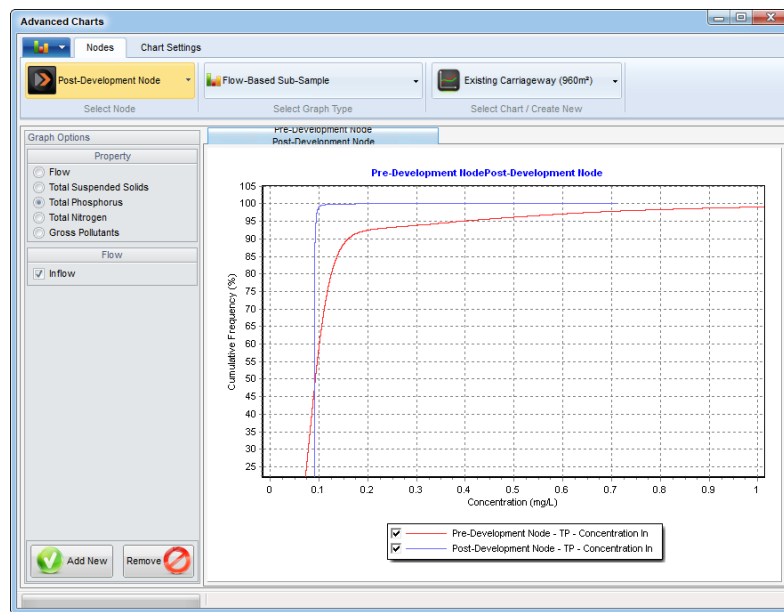 Advanced Charts
Nodes
Chart Settings
Post-Development Node
Flow-Based Sub-Sample
Existing Carriageway (960m²)
Select Node
Select Graph Type
Select Chart / Create New
Graph Options
Property
Flow
Total Suspended Solids
Total Phosphorus
Total Nitrogen
Gross Pollutants
Flow
Inflow
Add New
Remove
Pre-Development Node
Post-Development Node
Pre-Development NodePost-Development Node
105
100
95
90
85
80
75
70
65
60
55
50
45
40
35
30
25
Cumulative Frequency (%)
0 0.1 0.2 0.3 0.4 0.5 0.6 0.7 0.8 0.9 1
Concentration (mg/L)
Pre-Development Node - TP - Concentration In
Post-Development Node - TP - Concentration In